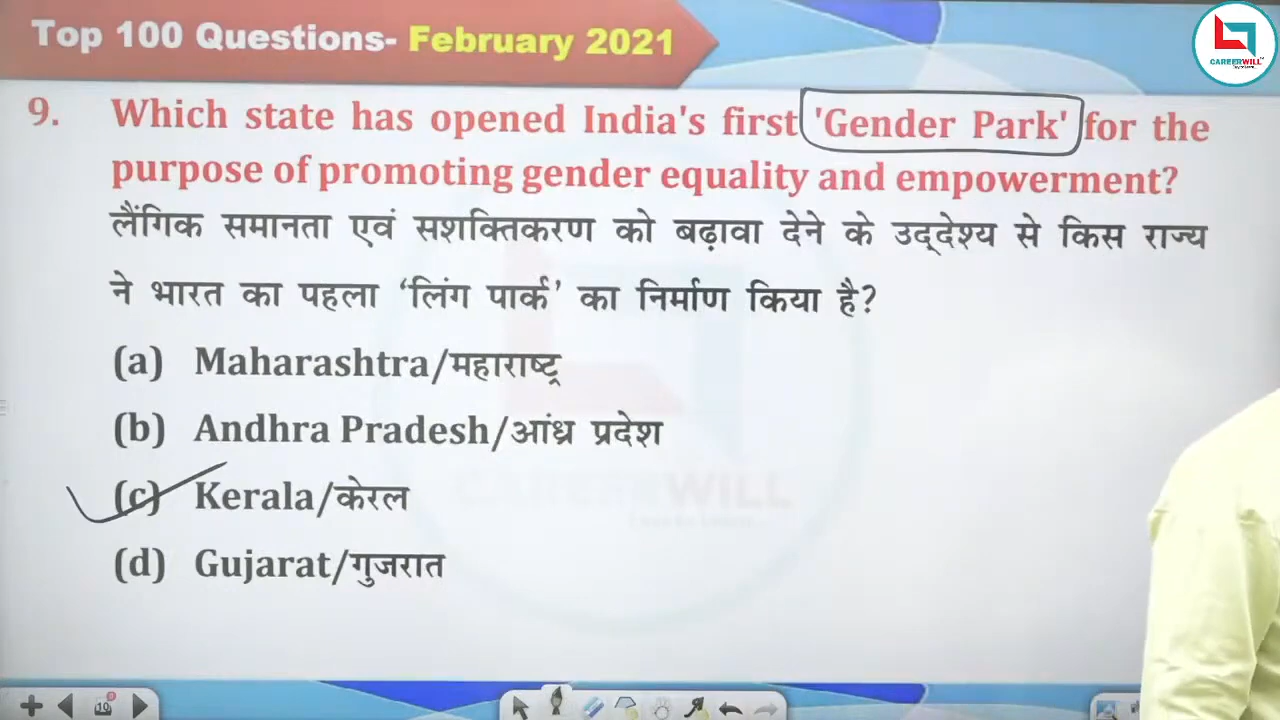 Top 100 Questions- February 2021
CAREERWILL
9. Which state has opened India's first 'Gender Park' for the
purpose of promoting gender equality and empowerment?
लैंगिक समानता एवं सशक्तिकरण को बढ़ावा देने के उद्देश्य से किस राज्य
ने भारत का पहला ‘लिंग पार्क’ का निर्माण किया है?
(a) Maharashtra/महाराष्ट्र
(b) Andhra Pradesh/आंध्र प्रदेश
(c) Kerala/केरल
CAREERWILL
(d) Gujarat/गुजरात